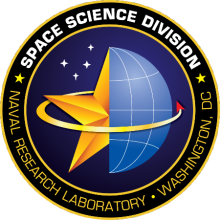 SPACE SCIENCE DIVISION
NAVAL RESEARCH LABORATORY • WASHINGTON, DC